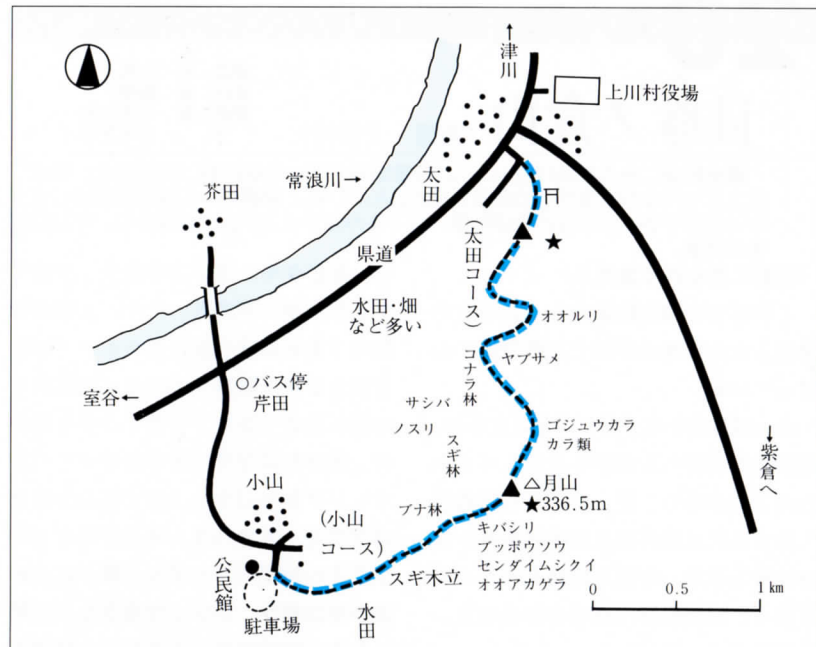 ↑津川
上川村役場
太田
常浪川→
芥田
県道
(太田コース)
水田・畑
など多い
オオルリ
ヤブサメ
コナラ林
○バス停
芹田
室谷←
サシバ
ノスリ
スギ林
ゴジュウカラ
カラ類
→紫倉へ
△月山
★336.5m
小山
(小山
コース)
ブナ林
キバシリ
ブッポウソウ
センダイムシクイ
オオアカゲラ
スギ木立
公民館
駐車場
水田
0 0.5 1km